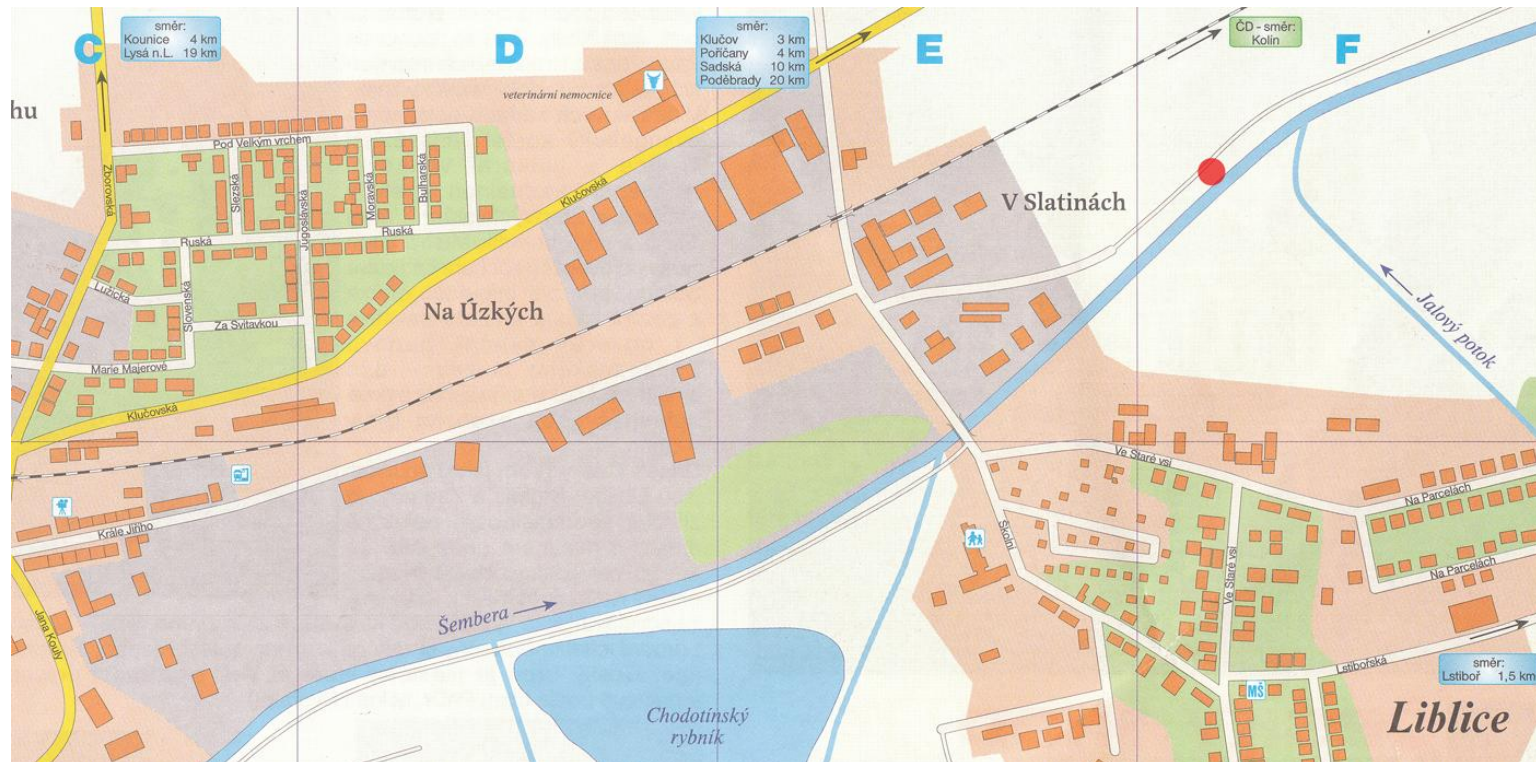 C
směr:
Kounice 4 km
Lysá n.L. 19 km
D
směr:
Klučov 3 km
Poříčany 4 km
Sadská 10 km
Poděbrady 20 km
E
ČD - směr:
Kolín
F
hu
veterinární nemocnice
Pod Velkým vrchem
Zborovská
Slezská
Jugoslávská
Moravská
Bulharská
Klučovská
V Slatinách
Ruská
Ruská
Lužická
Slovenská
Za Svitavkou
Na Úzkých
Jalový potok
Marie Majerové
Klučovská
Ve Staré vsi
Na Parcelách
Krále Jiřího
Školní
Ve Staré vsi
Na Parcelách
Jana Kouly
Šembera
Lstibořská
směr:
Lstiboř 1,5 km
MŠ
Chodotínský
rybník
Liblice